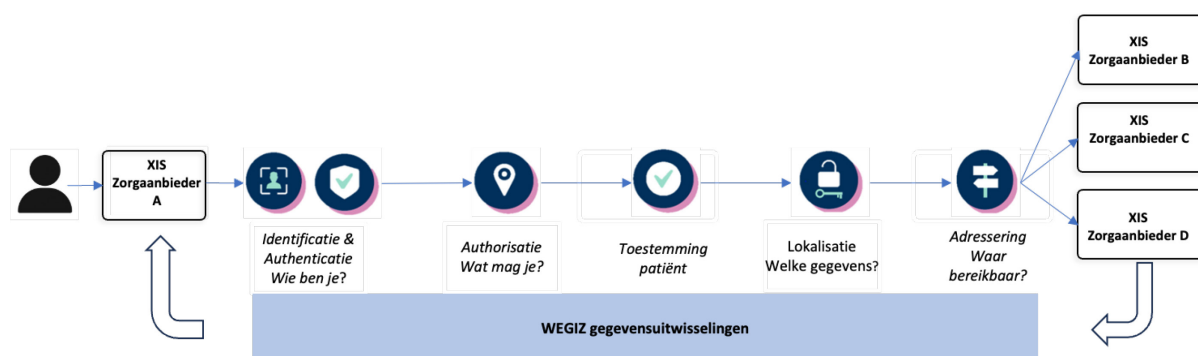 XIS
Zorgaanbieder
A
Identificatie &
Authenticatie
Wie ben je?
Authorisatie
Wat mag je?
Toestemming
patiënt
Lokalisatie
Welke gegevens?
Adressering
Waar
bereikbaar?
XIS
Zorgaanbieder B
XIS
Zorgaanbieder C
XIS
Zorgaanbieder D
WEGIZ gegevensuitwisselingen